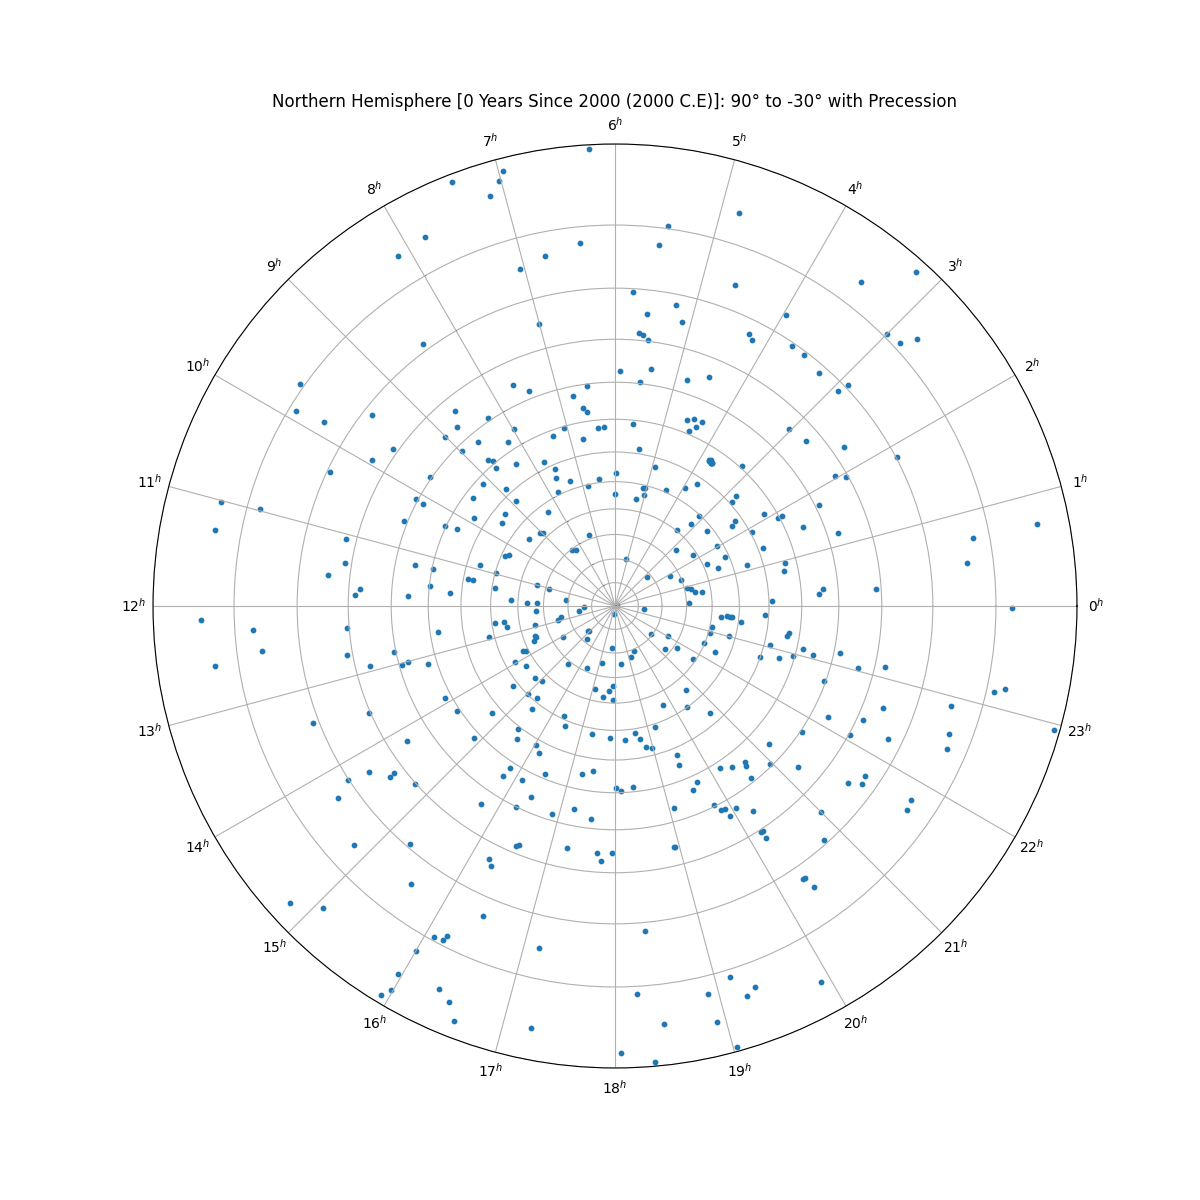 Northern Hemisphere [0 Years Since 2000 (2000 C.E)]: 90° to -30° with Precession
6ʰ
7ʰ 5ʰ
8ʰ 4ʰ
9ʰ 3ʰ
10ʰ 2ʰ
11ʰ 1ʰ
12ʰ 0ʰ
13ʰ 23ʰ
14ʰ 22ʰ
15ʰ 21ʰ
16ʰ 20ʰ
17ʰ 19ʰ
18ʰ